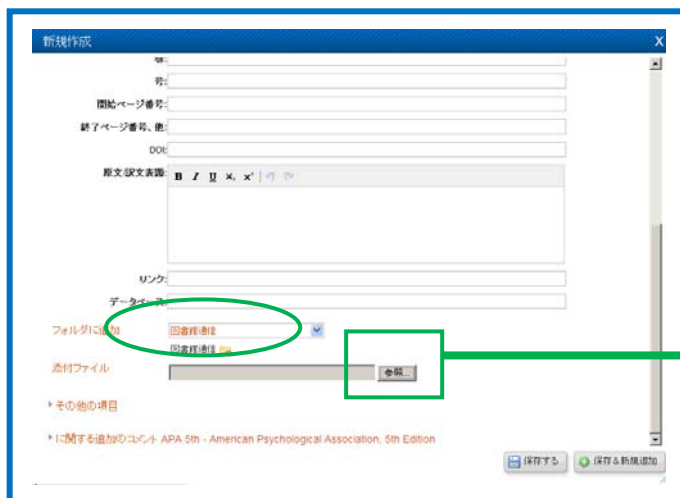 新規作成 X
号:
開始ページ番号:
終了ページ番号、他:
DOI:
原文/訳文表題: B I U ×₁ ×'
リンク:
データベース:
フォルダに追加 図書館通信
図書館通信
添付ファイル 参照...
その他の項目
に関する追加のコメント APA 5th - American Psychological Association, 5th Edition
保存する 保存&新規追加